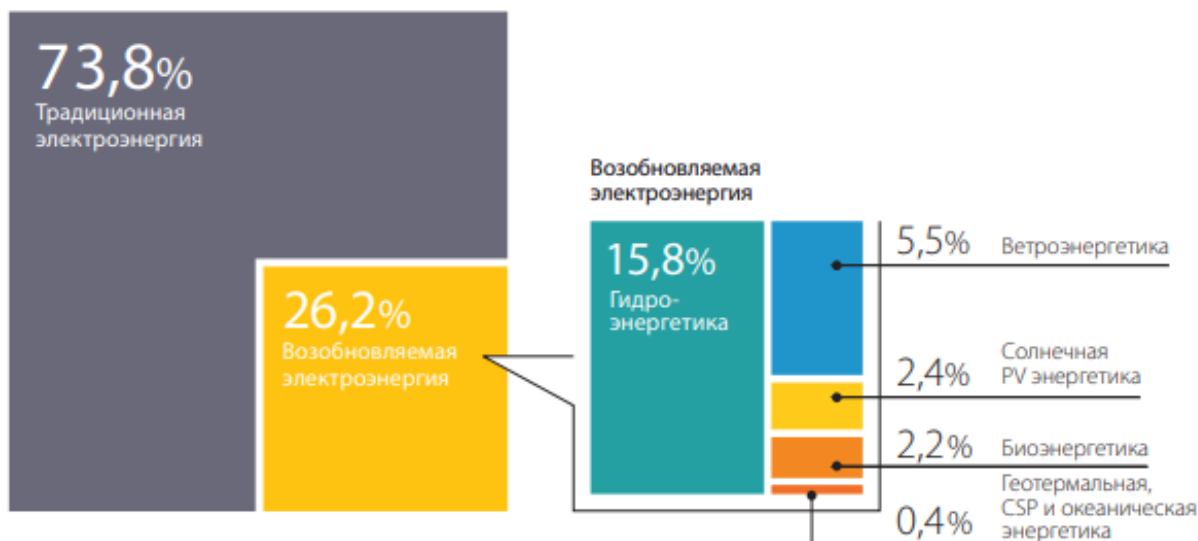 73,8%
Традиционная
электроэнергия
26,2%
Возобновляемая
электроэнергия
Возобновляемая
электроэнергия
15,8%
Гидро-
энергетика
5,5% Ветроэнергетика
2,4% Солнечная
PV энергетика
2,2% Биоэнергетика
0,4% Геотермальная,
CSP и океаническая
энергетика